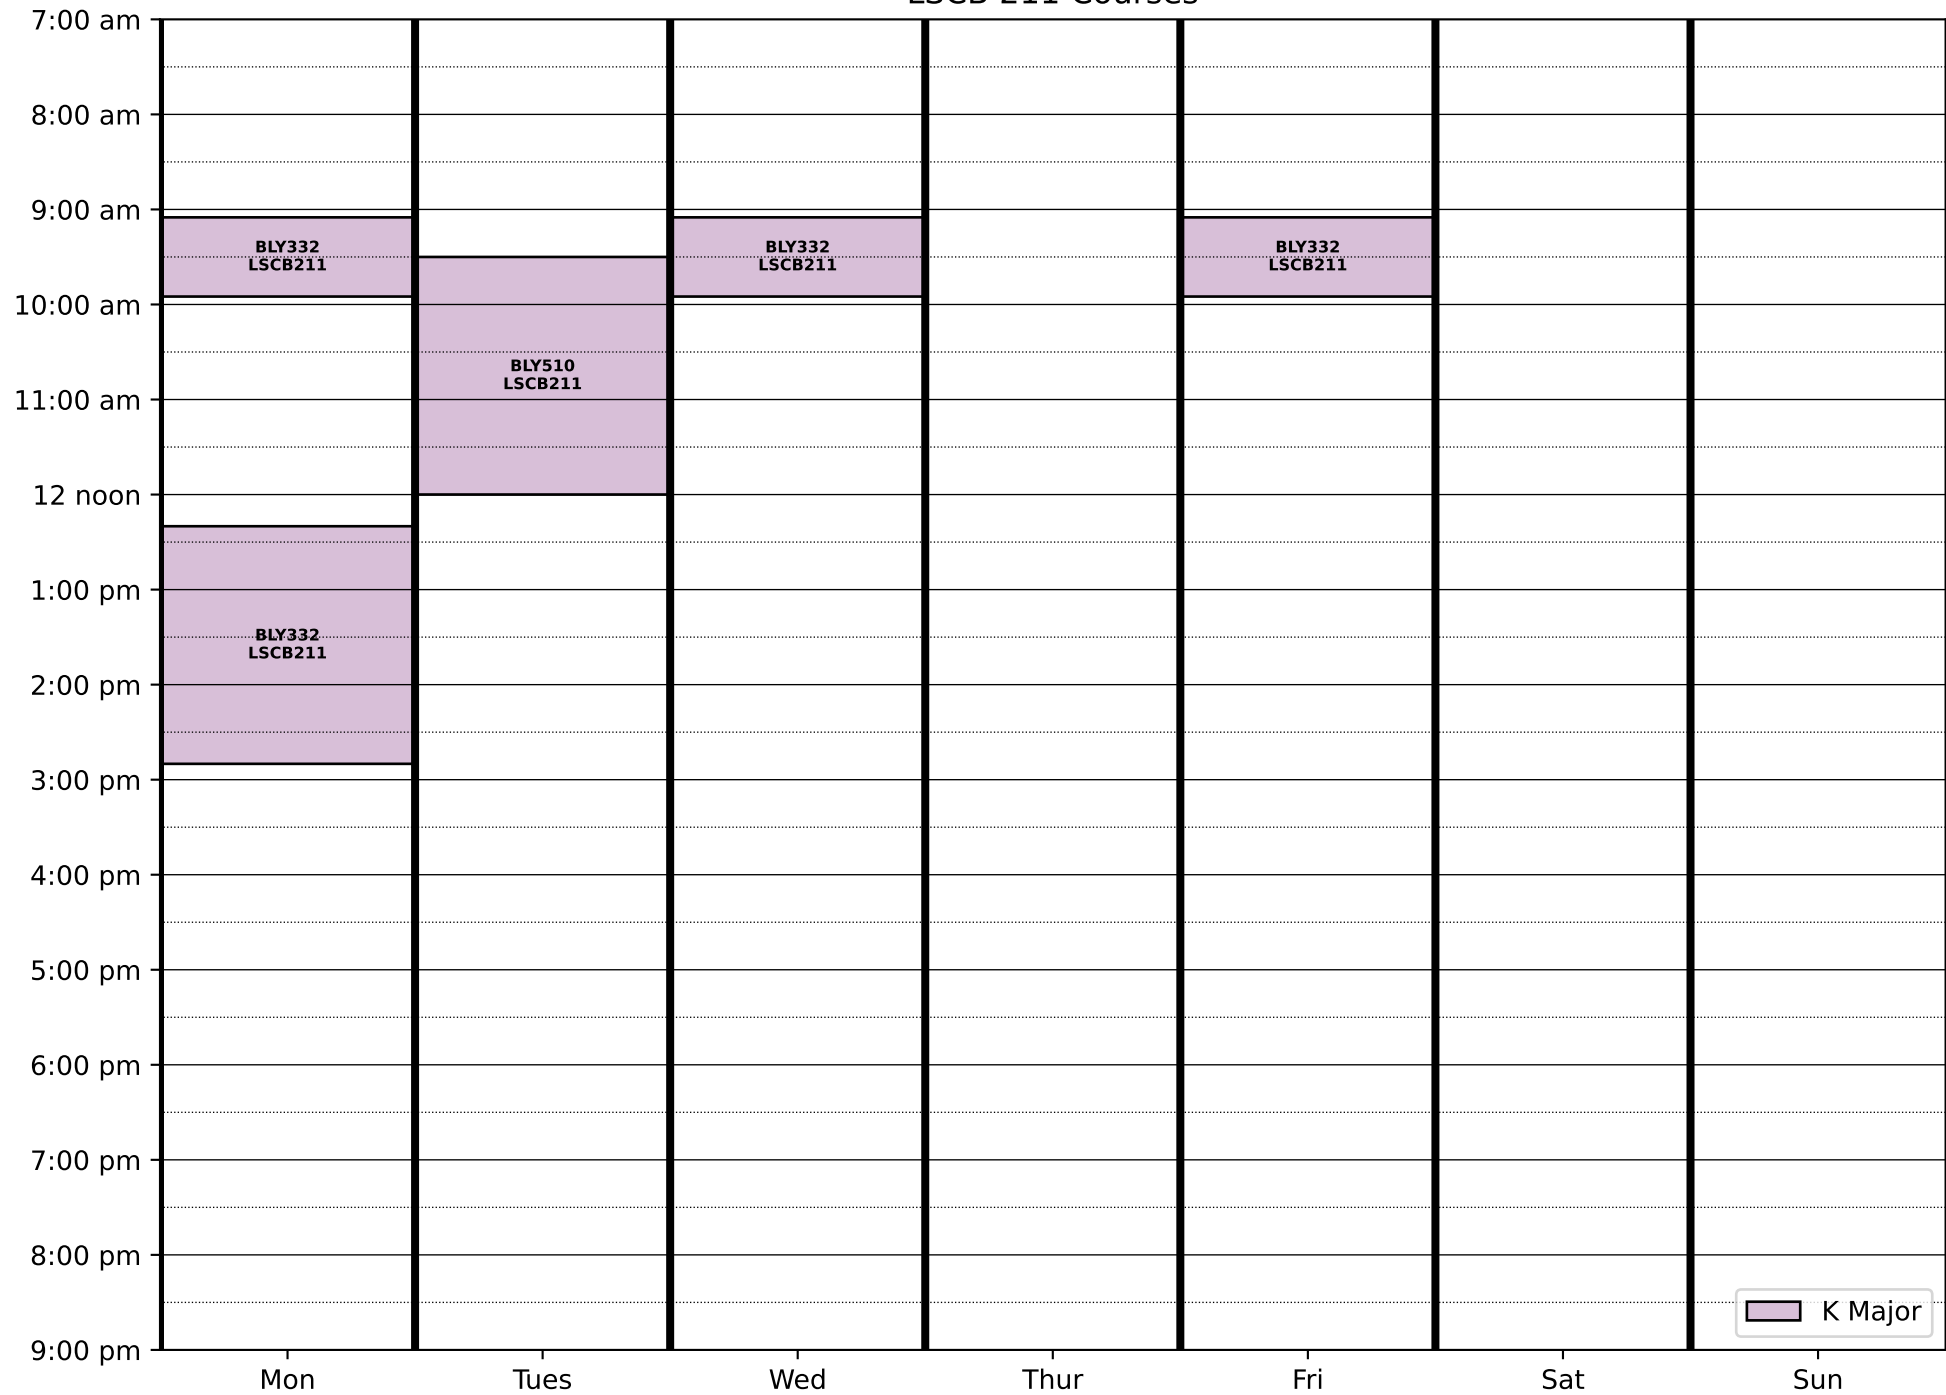 LSCB 211 Courses
7:00 am
8:00 am
9:00 am
10:00 am
11:00 am
12 noon
1:00 pm
2:00 pm
3:00 pm
4:00 pm
5:00 pm
6:00 pm
7:00 pm
8:00 pm
9:00 pm
BLY332
LSCB211
BLY332
LSCB211
BLY510
LSCB211
BLY332
LSCB211
BLY332
LSCB211
K Major
Mon
Tues
Wed
Thur
Fri
Sat
Sun